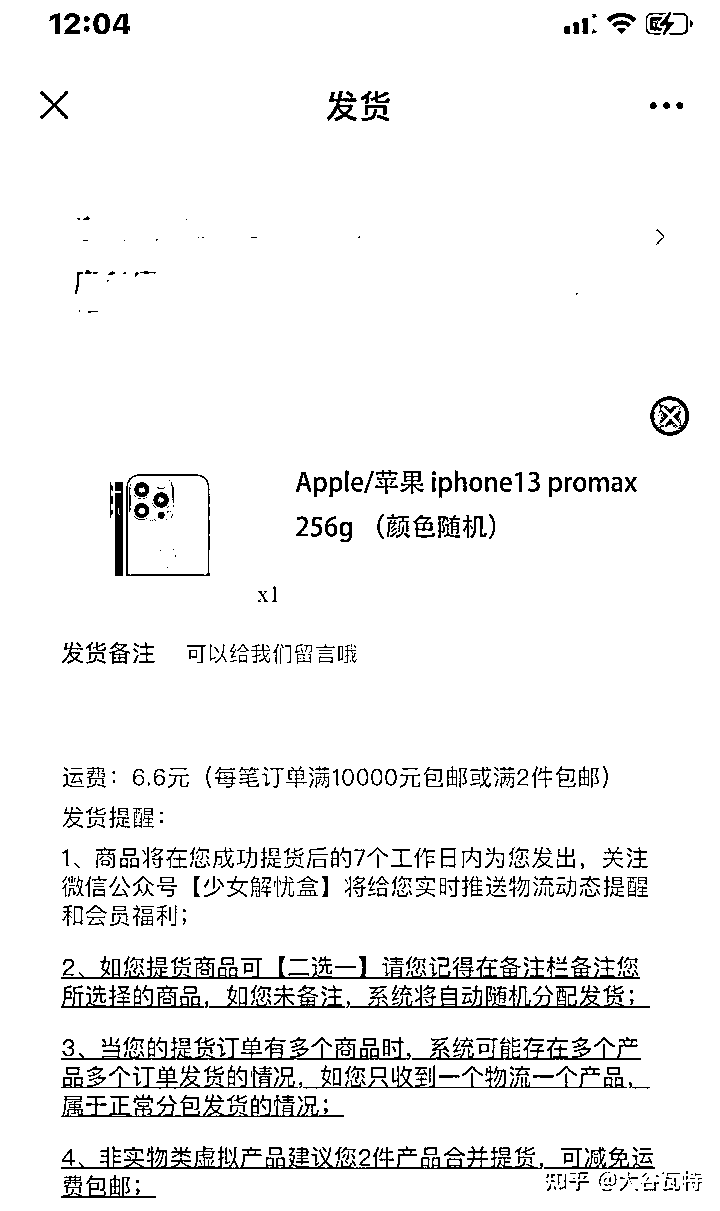 12:04
发货
Apple/苹果 iphone13 promax
256g （颜色随机）
x1
发货备注 可以给我们留言哦
运费：6.6元（每笔订单满10000元包邮或满2件包邮）
发货提醒：
1、商品将在您成功提货后的7个工作日内为您发出，关注
微信公众号【少女解忧盒】将给您实时推送物流动态提醒
和会员福利；
2、如您提货商品可【二选一】请您记得在备注栏备注您
所选择的商品，如您未备注，系统将自动随机分配发货；
3、当您的提货订单有多个商品时，系统可能存在多个产
品多个订单发货的情况，如您只收到一个物流一个产品，
属于正常分包发货的情况；
4、非实物类虚拟产品建议您2件产品合并提货，可减免运
费包邮；
知乎 @大谷瓦特